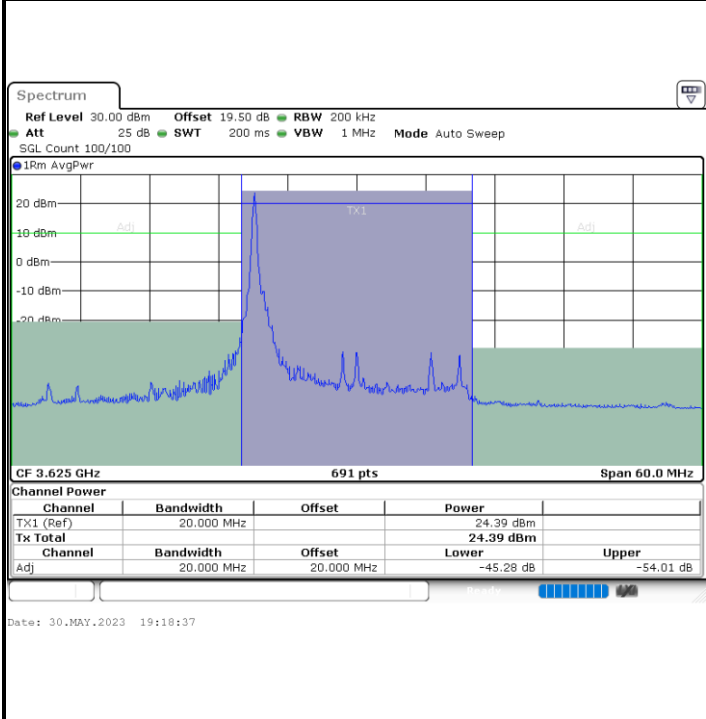 Spectrum
Ref Level 30.00 dBm Offset 19.50 dB RBW 200 kHz
Att 25 dB SWT 200 ms VBW 1 MHz Mode Auto Sweep
SGL Count 100/100
1Rm AvgPwr
20 dBm
TX1
Adj
Adj
10 dBm
0 dBm
-10 dBm
-20 dBm
CF 3.625 GHz 691 pts Span 60.0 MHz
Channel Power
Channel Bandwidth Offset Power
TX1 (Ref) 20.000 MHz 24.39 dBm
Tx Total 24.39 dBm
Channel Bandwidth Offset Lower Upper
Adj 20.000 MHz 20.000 MHz -45.28 dB -54.01 dB
Ready
Date: 30.MAY.2023 19:18:37